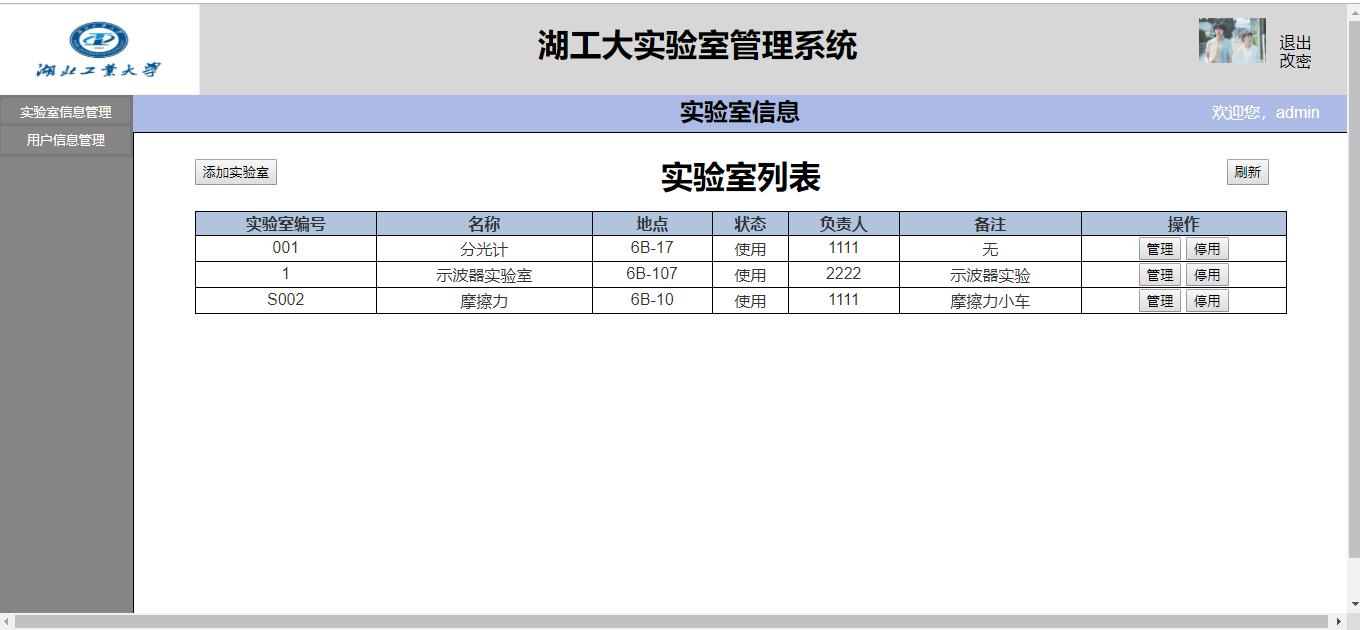 湖北工業大學
湖工大实验室管理系统
退出
改密
实验室信息管理
用户信息管理
实验室信息
欢迎您，admin
添加实验室
实验室列表
刷新
实验室编号 名称 地点 状态 负责人 备注 操作
001 分光计 6B-17 使用 1111 无 管理 停用
1 示波器实验室 6B-107 使用 2222 示波器实验 管理 停用
S002 摩擦力 6B-10 使用 1111 摩擦力小车 管理 停用